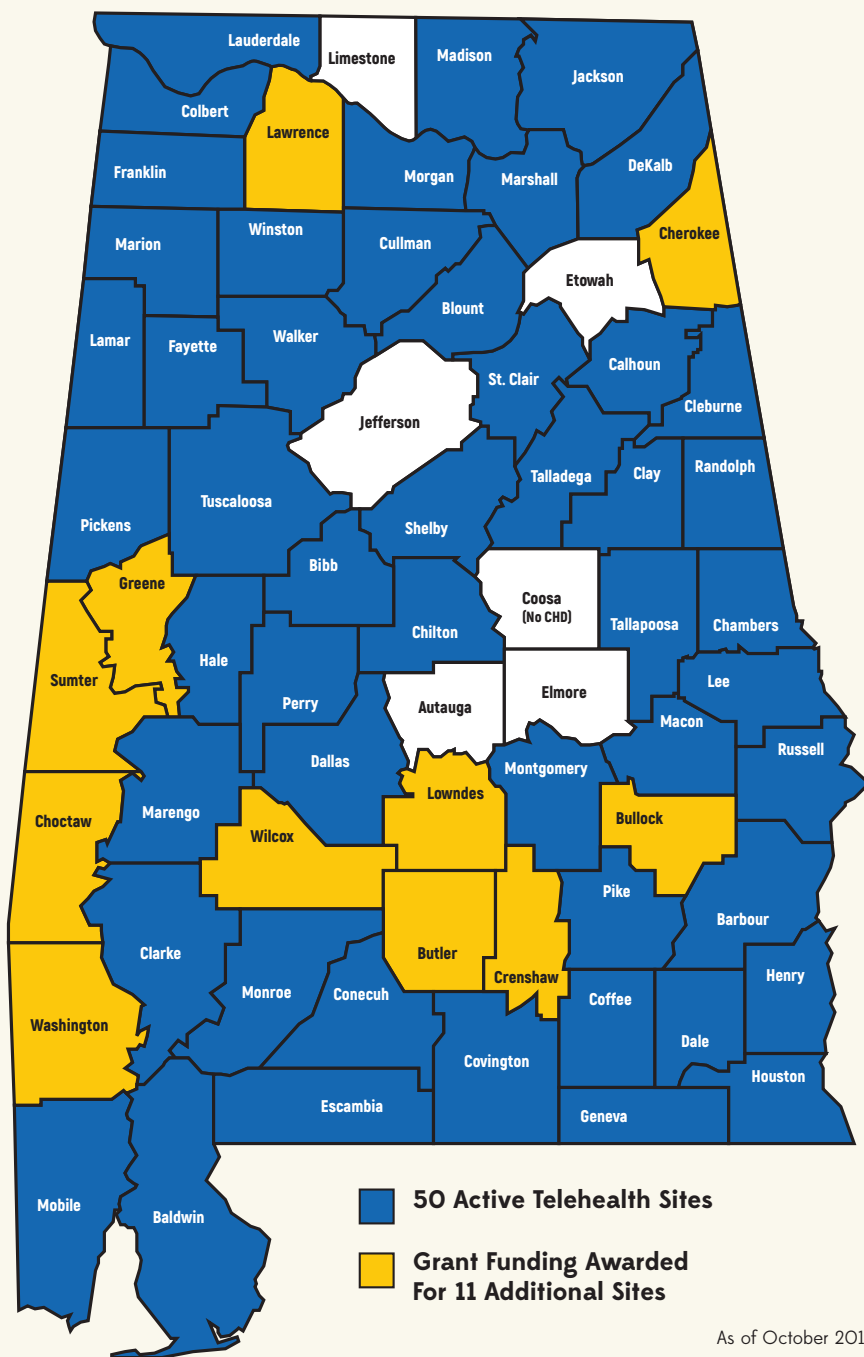 Lauderdale
Limestone
Madison
Jackson
Colbert
Lawrence
Franklin
Morgan
Marshall
DeKalb
Marion
Winston
Cullman
Cherokee
Etowah
Blount
Lamar
Fayette
Walker
St. Clair
Calhoun
Cleburne
Jefferson
Talladega
Clay
Randolph
Pickens
Tuscaloosa
Shelby
Greene
Bibb
Coosa
(No CHD)
Chilton
Tallapoosa
Chambers
Sumter
Hale
Perry
Autauga
Elmore
Lee
Macon
Dallas
Montgomery
Russell
Choctaw
Marengo
Wilcox
Lowndes
Bullock
Pike
Barbour
Clarke
Butler
Crenshaw
Monroe
Conecuh
Coffee
Henry
Washington
Dale
Covington
Houston
Escambia
Geneva
Mobile
Baldwin
50 Active Telehealth Sites
Grant Funding Awarded
For 11 Additional Sites
As of October 201